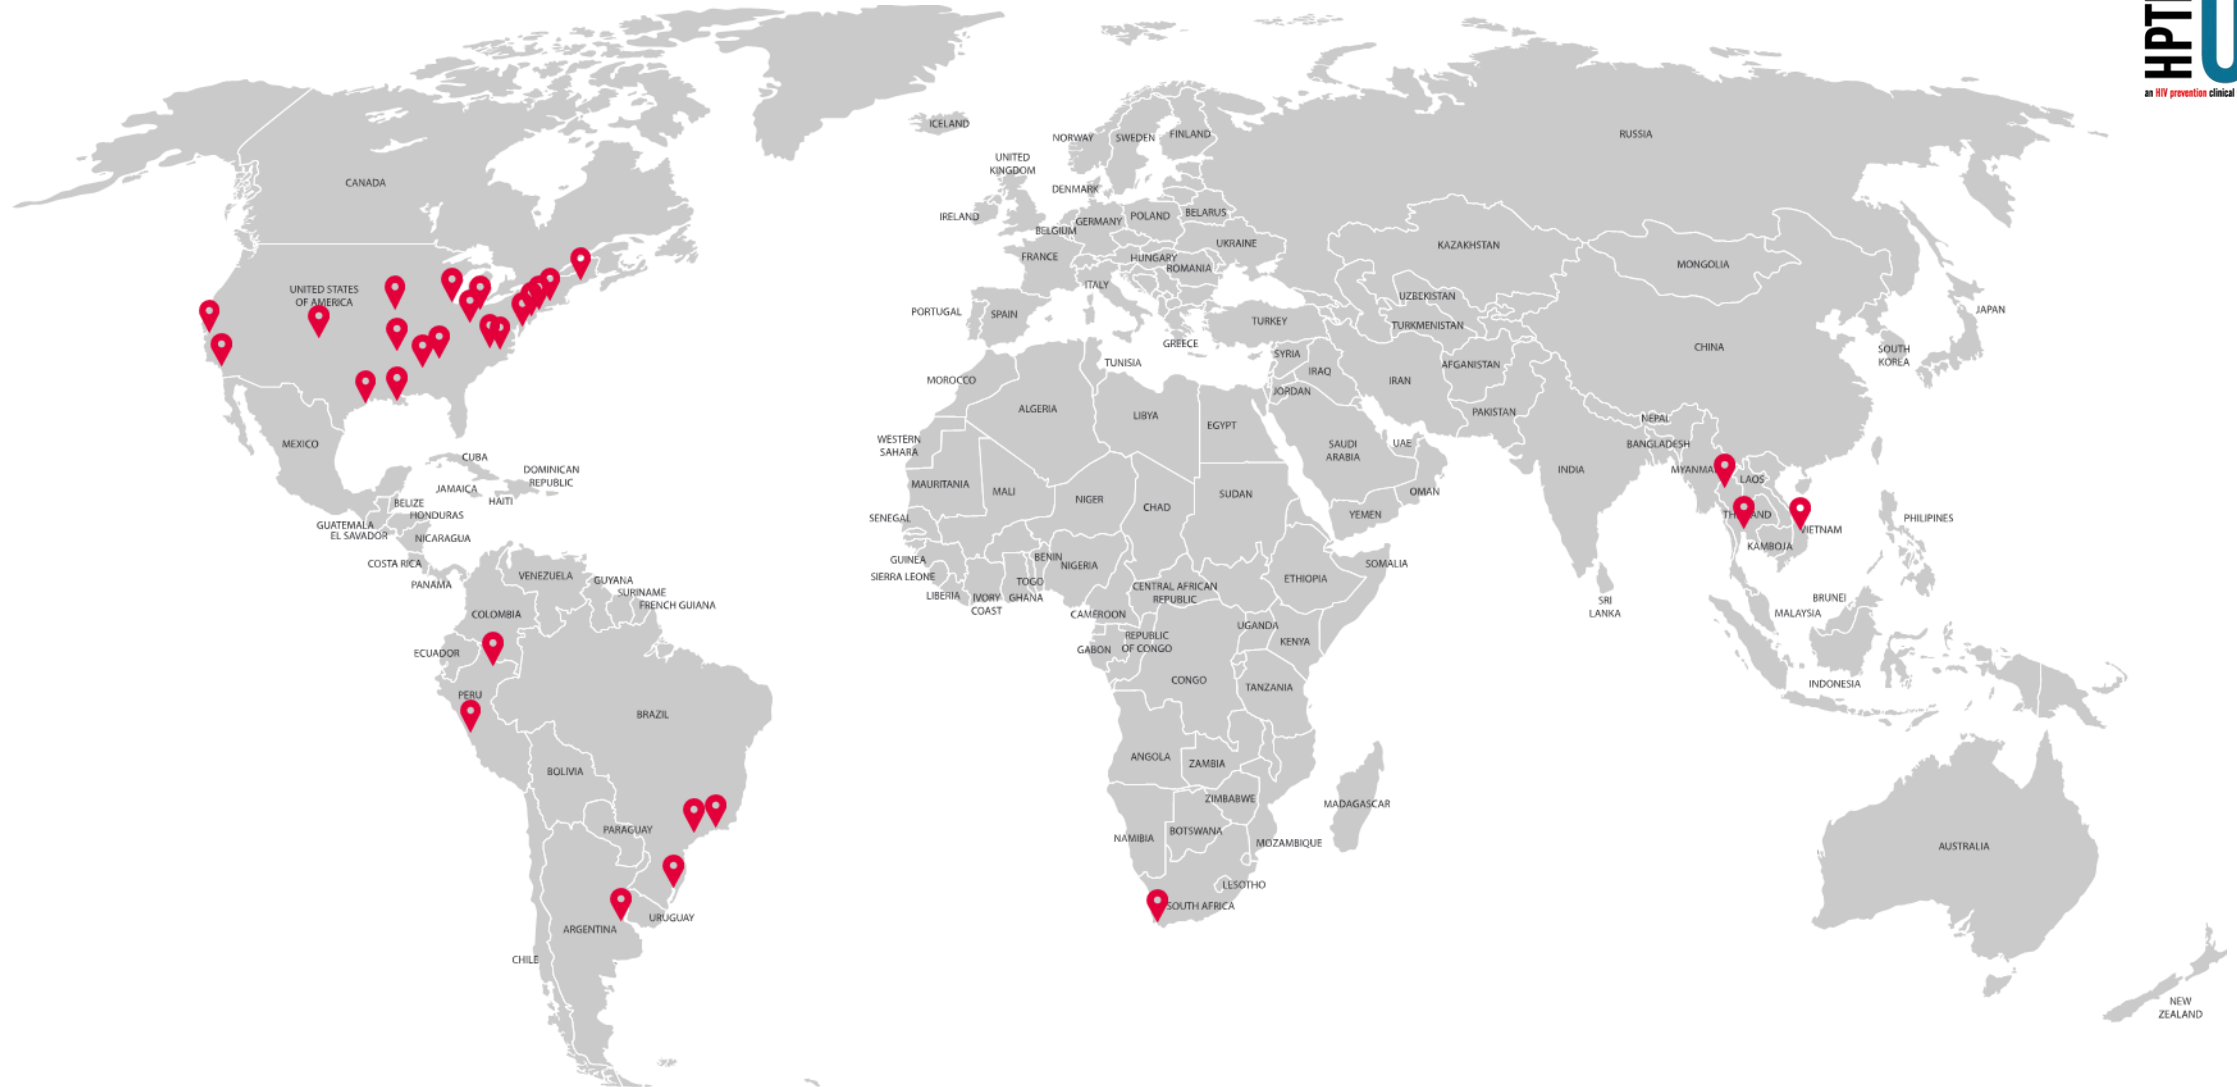 HPT
an HIV prevention clinical
ICELAND
NORWAY
SWEDEN
FINLAND
RUSSIA
UNITED
KINGDOM
DENMARK
CANADA
IRELAND
BELGIUM
GERMANY
POLAND
BELARUS
UKRAINE
FRANCE
HUNGARY
ROMANIA
KAZAKHSTAN
MONGOLIA
ITALY
UNITED STATES
OF AMERICA
UZBEKISTAN
PORTUGAL
SPAIN
TURKEY
TURKMENISTAN
JAPAN
GREECE
CHINA
SOUTH
KOREA
TUNISIA
SYRIA
IRAQ
IRAN
AFGANISTAN
MOROCCO
JORDAN
ALGERIA
LIBYA
EGYPT
PAKISTAN
NEPAL
MEXICO
WESTERN
SAHARA
SAUDI
ARABIA
UAE
BANGLADESH
CUBA
DOMINICAN
REPUBLIC
INDIA
MYANMA
LAOS
JAMAICA
HAITI
MAURITANIA
MALI
NIGER
CHAD
SUDAN
OMAN
BELIZE
HONDURAS
GUATEMALA
EL SAVADOR
NICARAGUA
SENEGAL
YEMEN
TH AND
VIETNAM
PHILIPINES
KAMBOJA
COSTA RICA
PANAMA
VENEZUELA
GUYANA
SURINAME
FRENCH GUIANA
GUINEA
SIERRA LEONE
LIBERIA
IVORY
COAST
GHANA
TOGO
BENIN
NIGERIA
CENTRAL AFRICAN
REPUBLIC
ETHIOPIA
SOMALIA
COLOMBIA
CAMEROON
SRI
LANKA
BRUNEI
MALAYSIA
ECUADOR
GABON
REPUBLIC
OF CONGO
UGANDA
KENYA
PERU
CONGO
TANZANIA
INDONESIA
BRAZIL
BOLIVIA
ANGOLA
ZAMBIA
ZIMBABWE
MADAGASCAR
PARAGUAY
NAMIBIA
BOTSWANA
MOZAMBIQUE
AUSTRALIA
LESOTHO
SOUTH AFRICA
URUGUAY
ARGENTINA
CHILE
NEW
ZEALAND